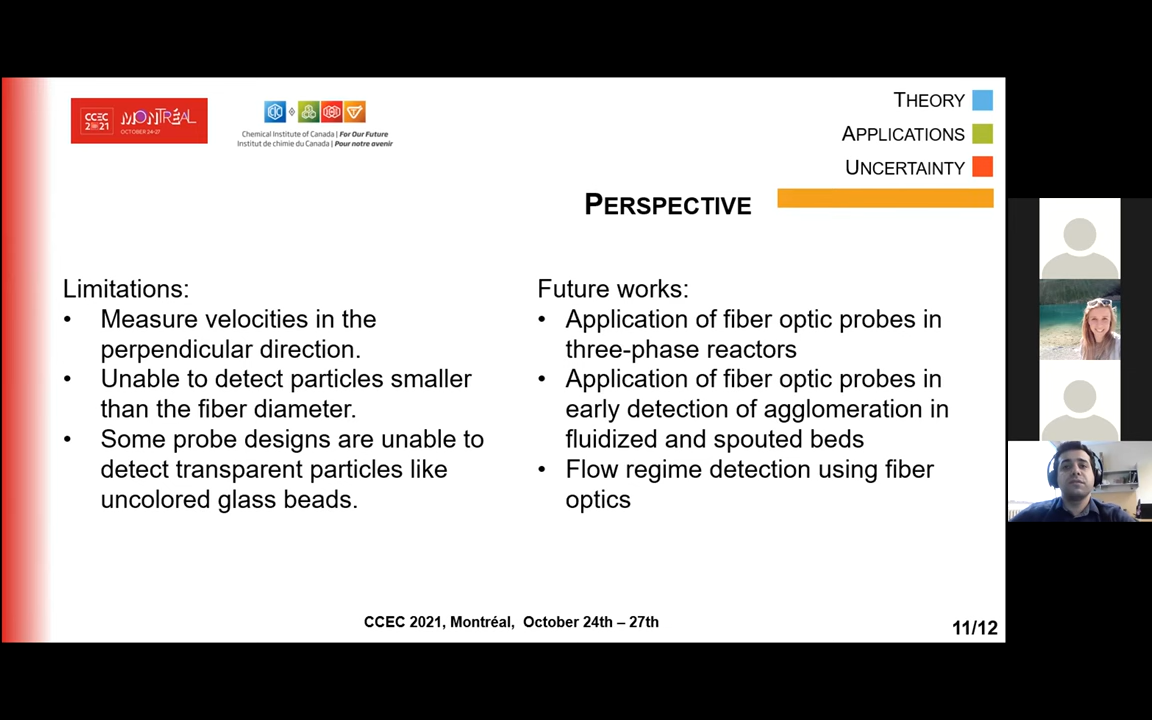 CCEC
2021
MONTRÉAL
OCTOBER 24-27
Chemical Institute of Canada | For Our Future
Institut de chimie du Canada | Pour notre avenir
THEORY
APPLICATIONS
UNCERTAINTY
PERSPECTIVE
Limitations:
• Measure velocities in the
perpendicular direction.
• Unable to detect particles smaller
than the fiber diameter.
• Some probe designs are unable to
detect transparent particles like
uncolored glass beads.
Future works:
• Application of fiber optic probes in
three-phase reactors
• Application of fiber optic probes in
early detection of agglomeration in
fluidized and spouted beds
• Flow regime detection using fiber
optics
CCEC 2021, Montréal, October 24th – 27th
11/12